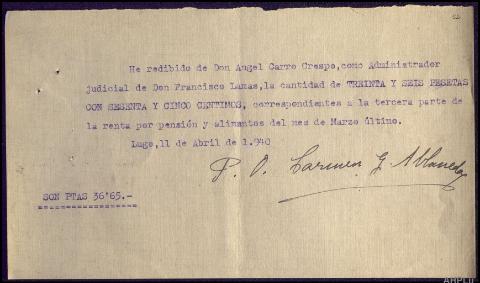 He redibido de Don Angel Carro Crespo,como Administrador
judicial de Don Francisco Lamas,la cantidad de TREINTA Y SEIS PESETAS
CON SESENTA Y CINCO CENTIMOS, correspondientes a la tercera parte de
la renta por pensión y alimantos del mes de Marzo último.
Lugo,11 de Abril de 1.940
P. O. Carmen G. Ablanedo
SON PTAS 36'65.-
AHPLU